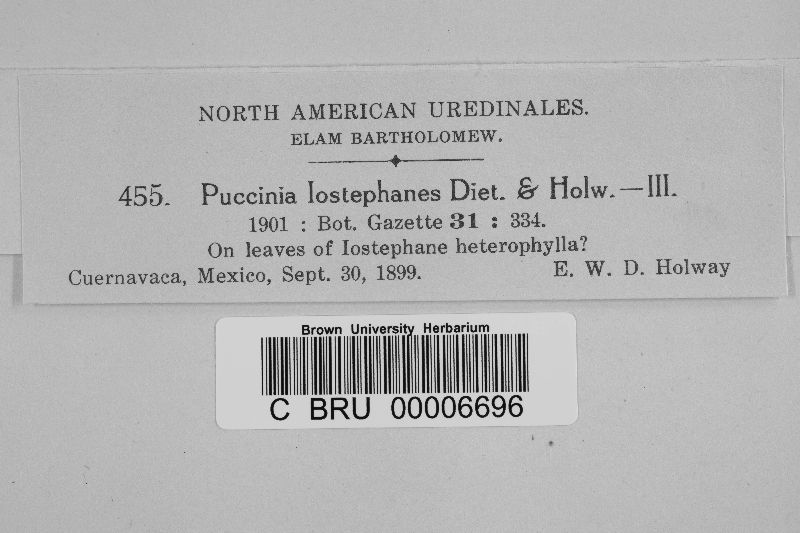 NORTH AMERICAN UREDINALES.
ELAM BARTHOLOMEW.
455. Puccinia Iostephanes Diet. & Holw.—III.
1901 : Bot. Gazette 31 : 334.
On leaves of Iostephane heterophylla?
Cuernavaca, Mexico, Sept. 30, 1899. E. W. D. Holway
Brown University Herbarium
C BRU 00006696